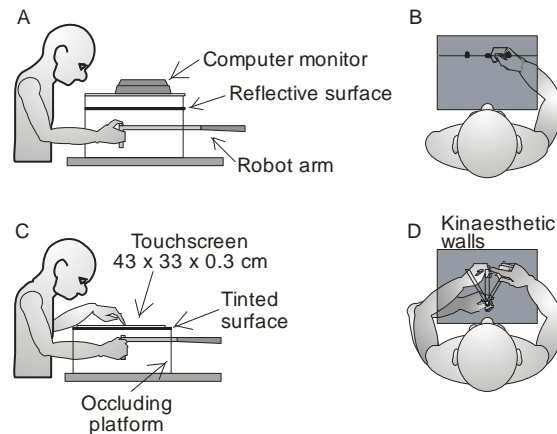 A
B
Computer monitor
Reflective surface
Robot arm
C
D
Kinaesthetic
walls
Touchscreen
43 x 33 x 0.3 cm
Tinted
surface
Occluding
platform